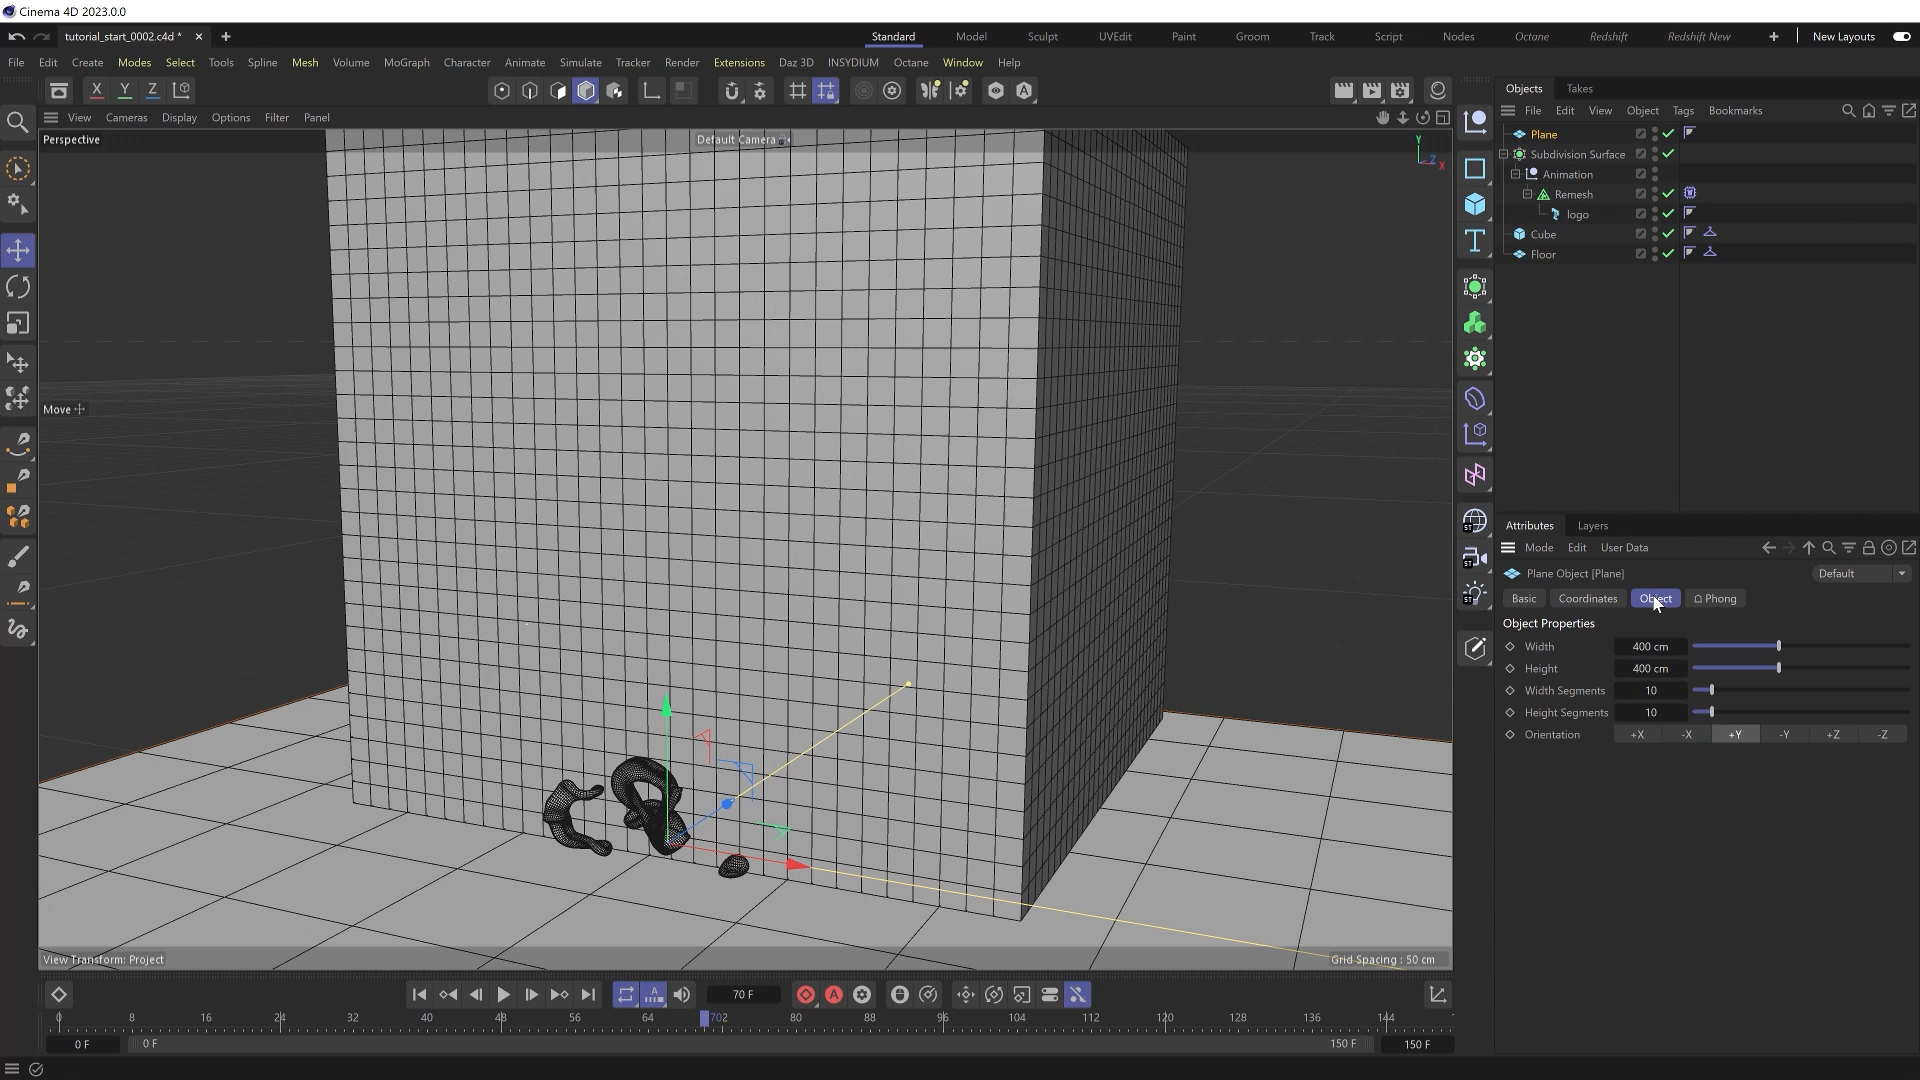 Cinema 4D 2023.0.0
tutorial_start_0002.c4d *
Standard Model Sculpt UVEdit Paint Groom Track Script Nodes Octane Redshift Redshift New New Layouts
File Edit Create Modes Select Tools Spline Mesh Volume MoGraph Character Animate Simulate Tracker Render Extensions Daz 3D INSYDIUM Octane Window Help
X Y Z
Objects Takes
File Edit View Object Tags Bookmarks
View Cameras Display Options Filter Panel
Perspective
Default Camera
Y
Z
X
Plane
Subdivision Surface
Animation
Remesh
logo
Cube
Floor
Move
Attributes Layers
Mode Edit User Data
Plane Object [Plane]
Default
Basic Coordinates Object Phong
Object Properties
Width 400 cm
Height 400 cm
Width Segments 10
Height Segments 10
Orientation +X -X +Y -Y +Z -Z
ST
ST
ST
View Transform: Project
Grid Spacing : 50 cm
70 F
0 8 16 24 32 40 48 56 64 702 80 88 96 104 112 120 128 136 144
0 F 0 F 150 F 150 F